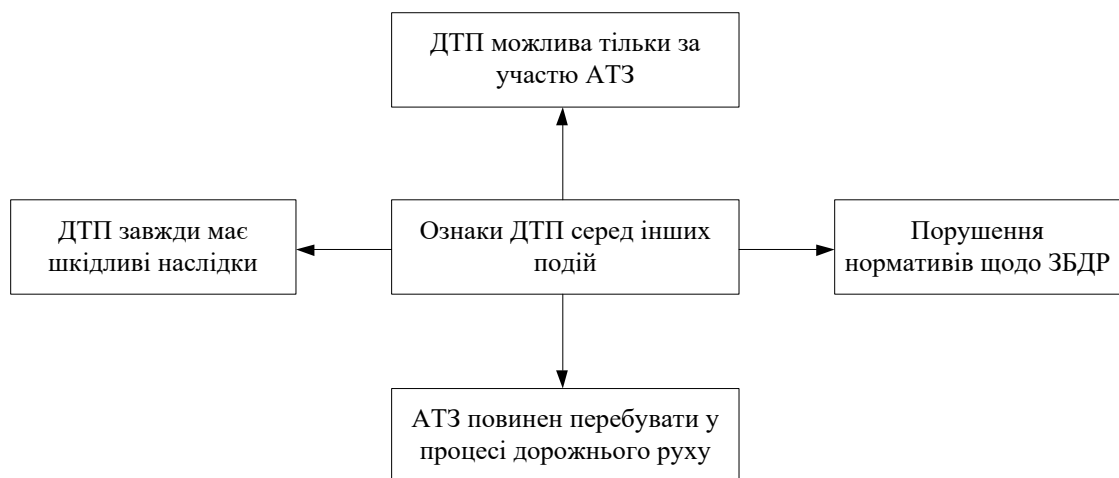 ДТП можлива тільки за
участю АТЗ
ДТП завжди має
шкідливі наслідки
Ознаки ДТП серед інших
подій
Порушення
нормативів щодо ЗБДР
АТЗ повинен перебувати у
процесі дорожнього руху